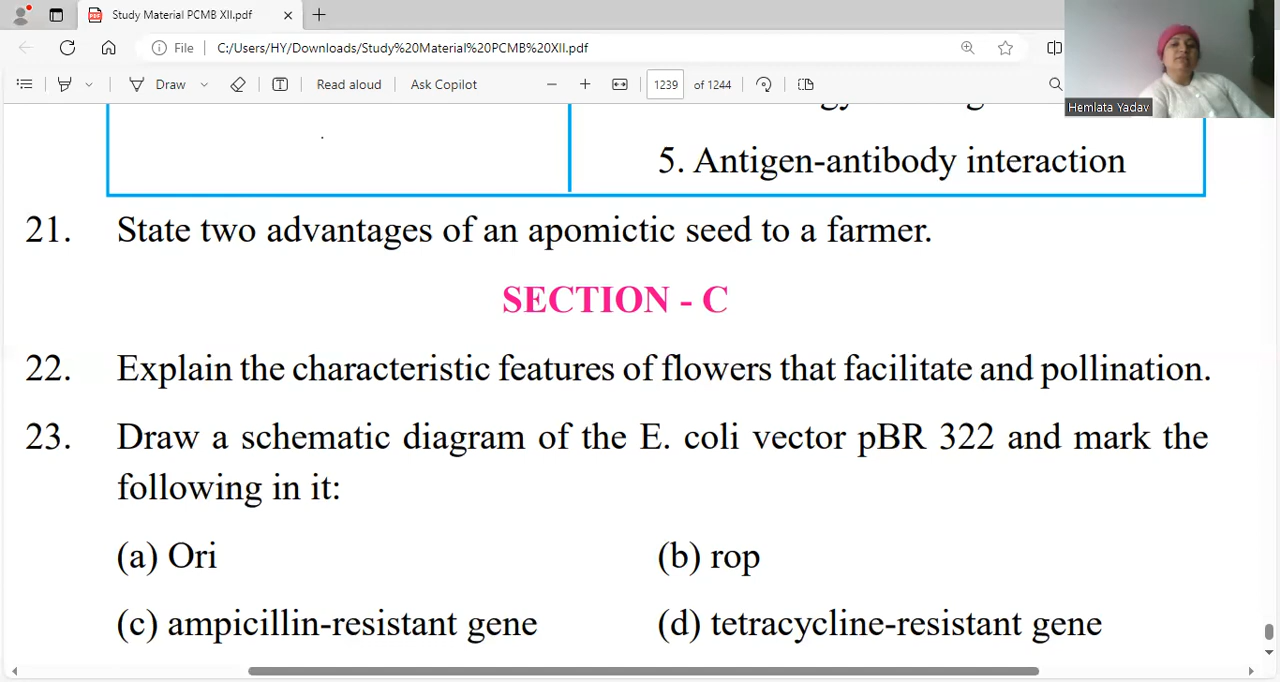 Study Material PCMB XII.pdf
File C:/Users/HY/Downloads/Study%20Material%20PCMB%20XII.pdf
Draw Read aloud Ask Copilot 1239 of 1244
Hemlata Yadav
5. Antigen-antibody interaction
21. State two advantages of an apomictic seed to a farmer.
SECTION - C
22. Explain the characteristic features of flowers that facilitate and pollination.
23. Draw a schematic diagram of the E. coli vector pBR 322 and mark the
following in it:
(a) Ori (b) rop
(c) ampicillin-resistant gene (d) tetracycline-resistant gene